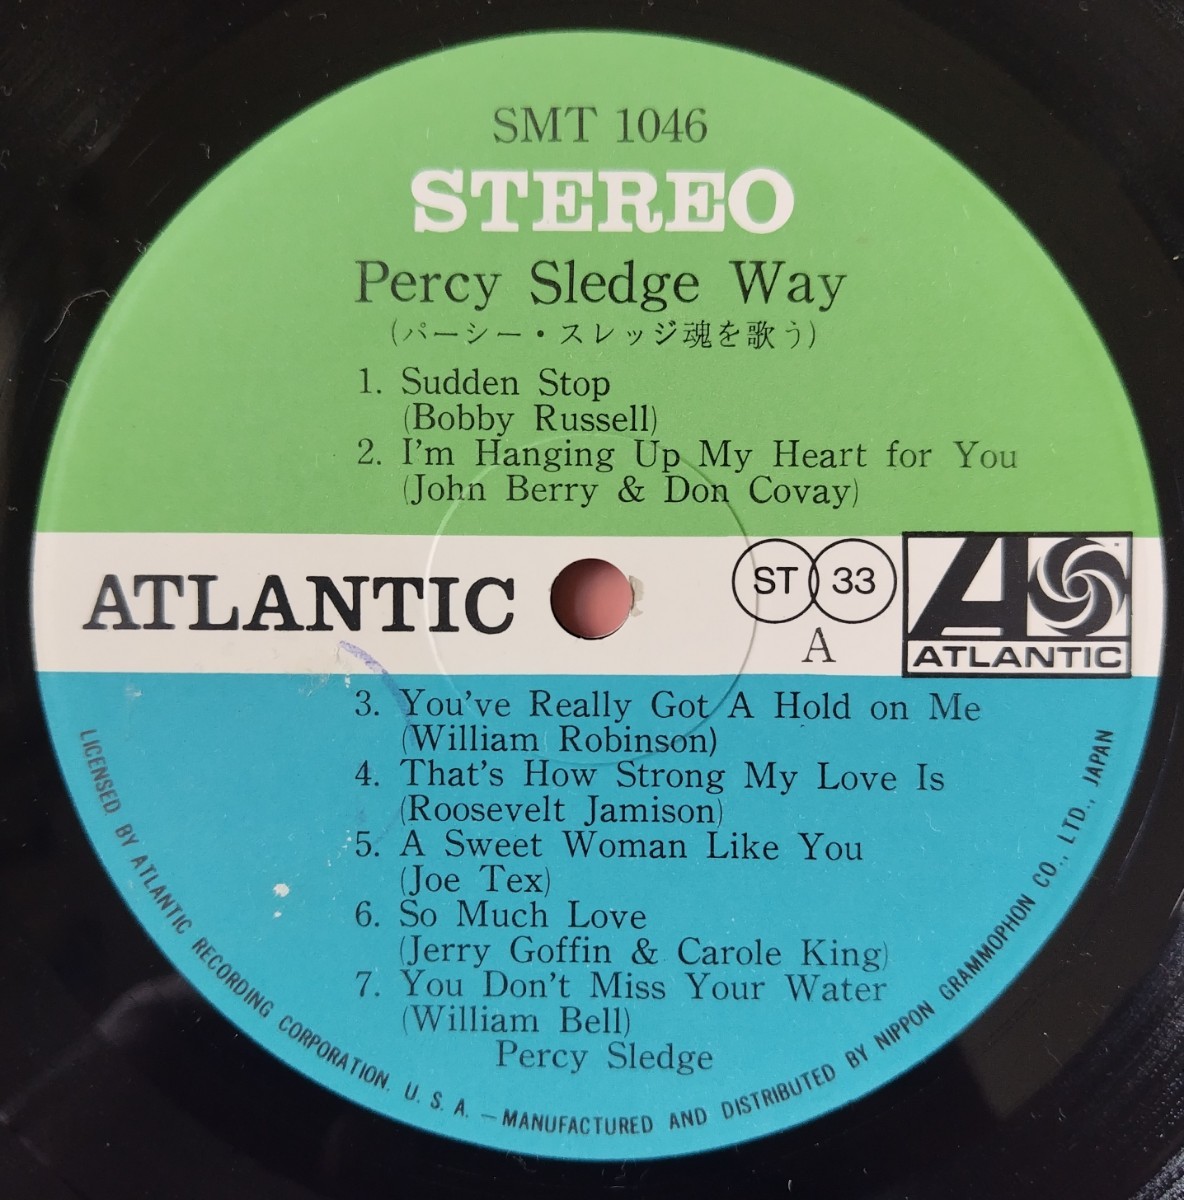 SMT 1046
STEREO
Percy Sledge Way
(パーシー・スレッジ魂を歌う)
1. Sudden Stop
(Bobby Russell)
2. I'm Hanging Up My Heart for You
(John Berry & Don Covay)
ATLANTIC
ST 33
A
ATLANTIC
3. You've Really Got A Hold on Me
(William Robinson)
4. That's How Strong My Love Is
(Roosevelt Jamison)
5. A Sweet Woman Like You
(Joe Tex)
6. So Much Love
(Jerry Goffin & Carole King)
7. You Don't Miss Your Water
(William Bell)
Percy Sledge
LICENSED BY ATLANTIC RECORDING CORPORATION. U. S. A. — MANUFACTURED AND DISTRIBUTED BY NIPPON GRAMMOPHON CO., LTD., JAPAN